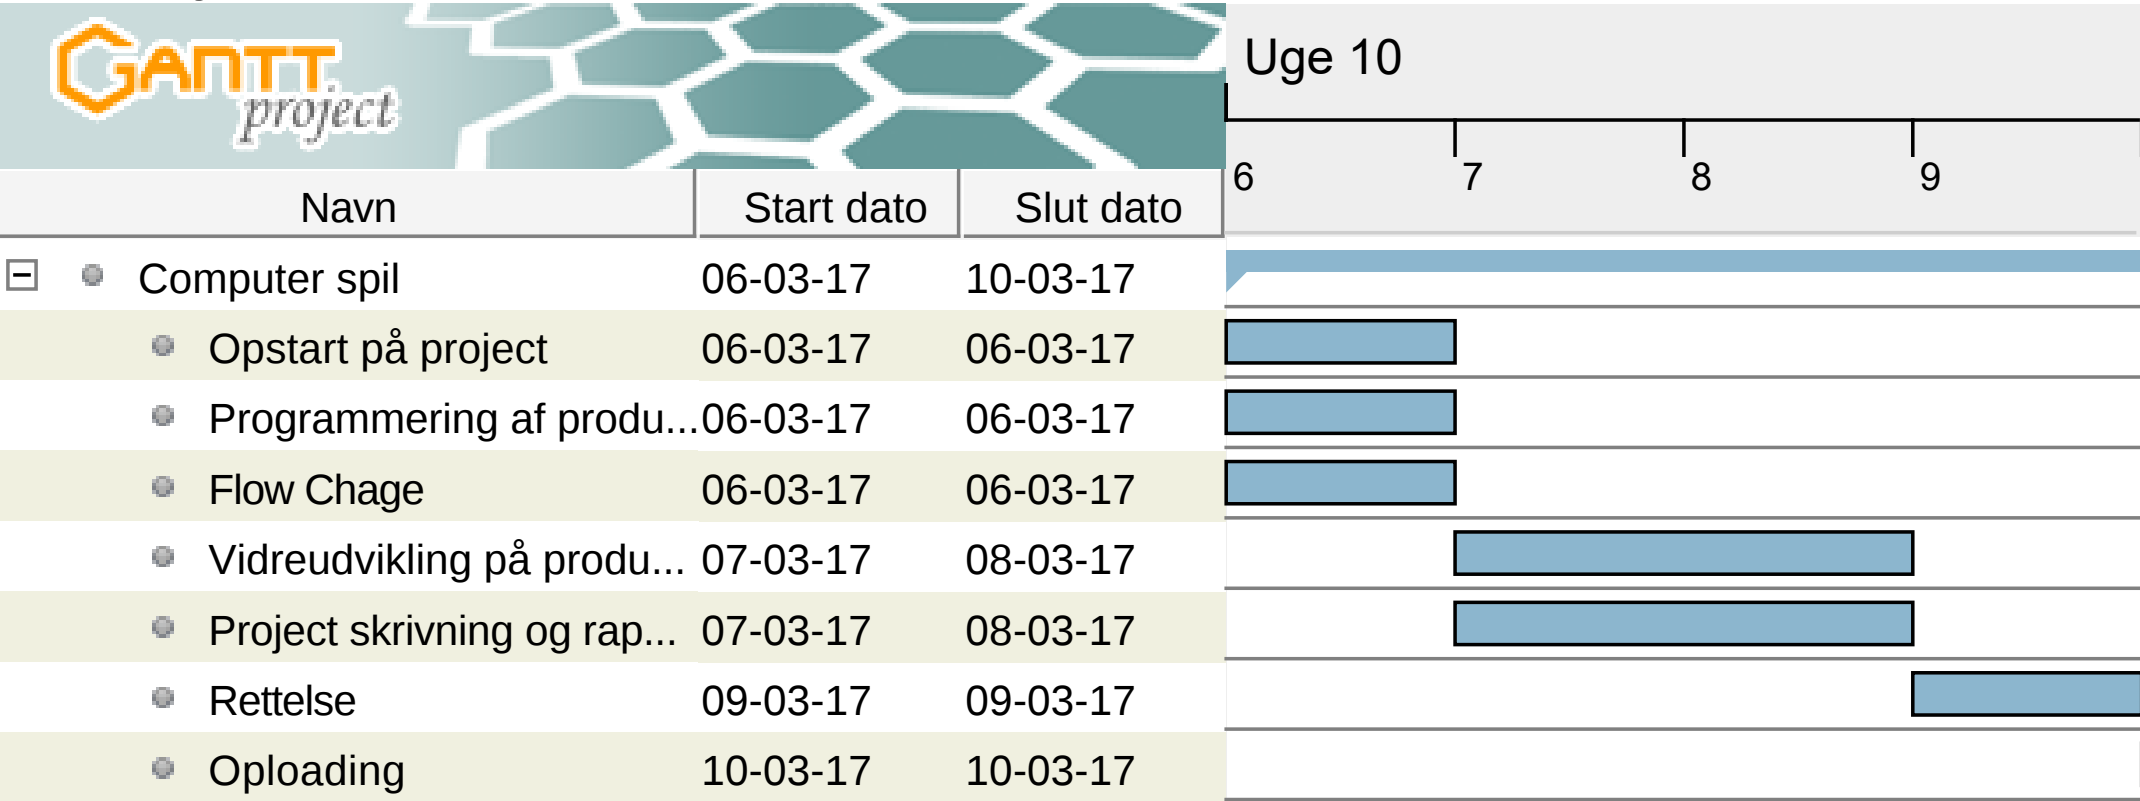 GANTT
project
Uge 10
6 7 8 9
Navn Start dato Slut dato
Computer spil 06-03-17 10-03-17
Opstart på project 06-03-17 06-03-17
Programmering af produ... 06-03-17 06-03-17
Flow Chage 06-03-17 06-03-17
Vidreudvikling på produ... 07-03-17 08-03-17
Project skrivning og rap... 07-03-17 08-03-17
Rettelse 09-03-17 09-03-17
Oploading 10-03-17 10-03-17